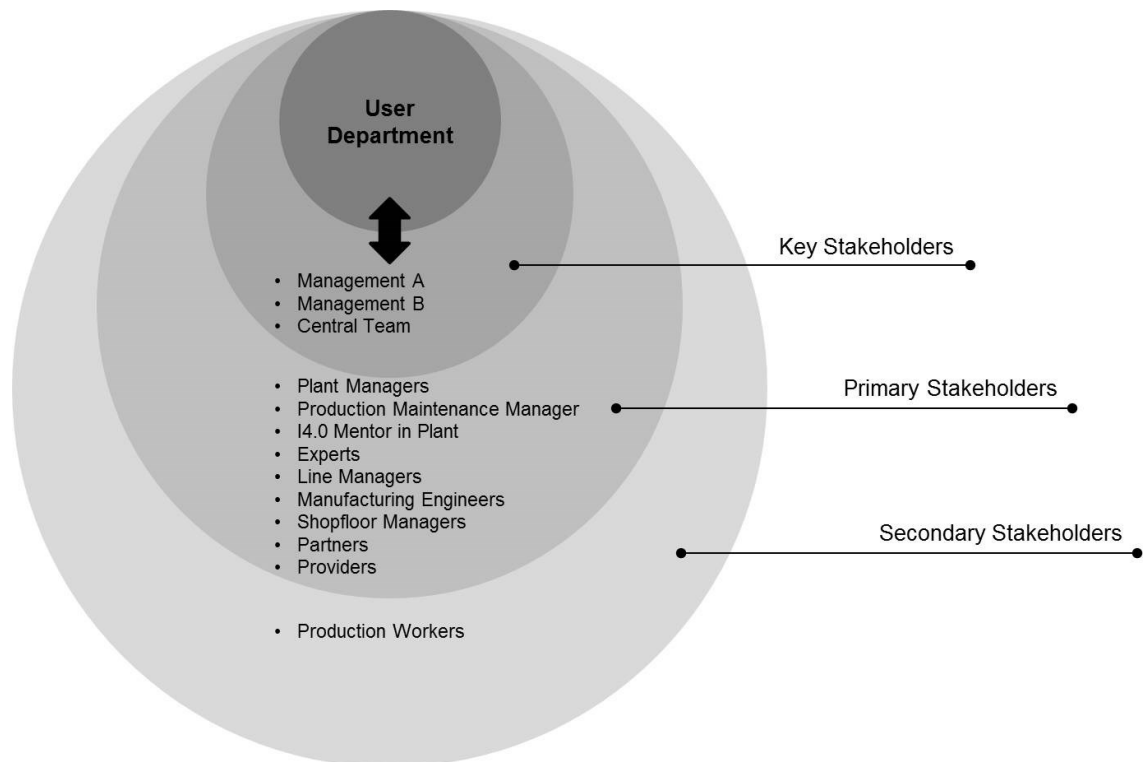 User
Department
Key Stakeholders
• Management A
• Management B
• Central Team
• Plant Managers
Primary Stakeholders
• Production Maintenance Manager
• I4.0 Mentor in Plant
• Experts
• Line Managers
• Manufacturing Engineers
• Shopfloor Managers
• Partners
• Providers
Secondary Stakeholders
• Production Workers